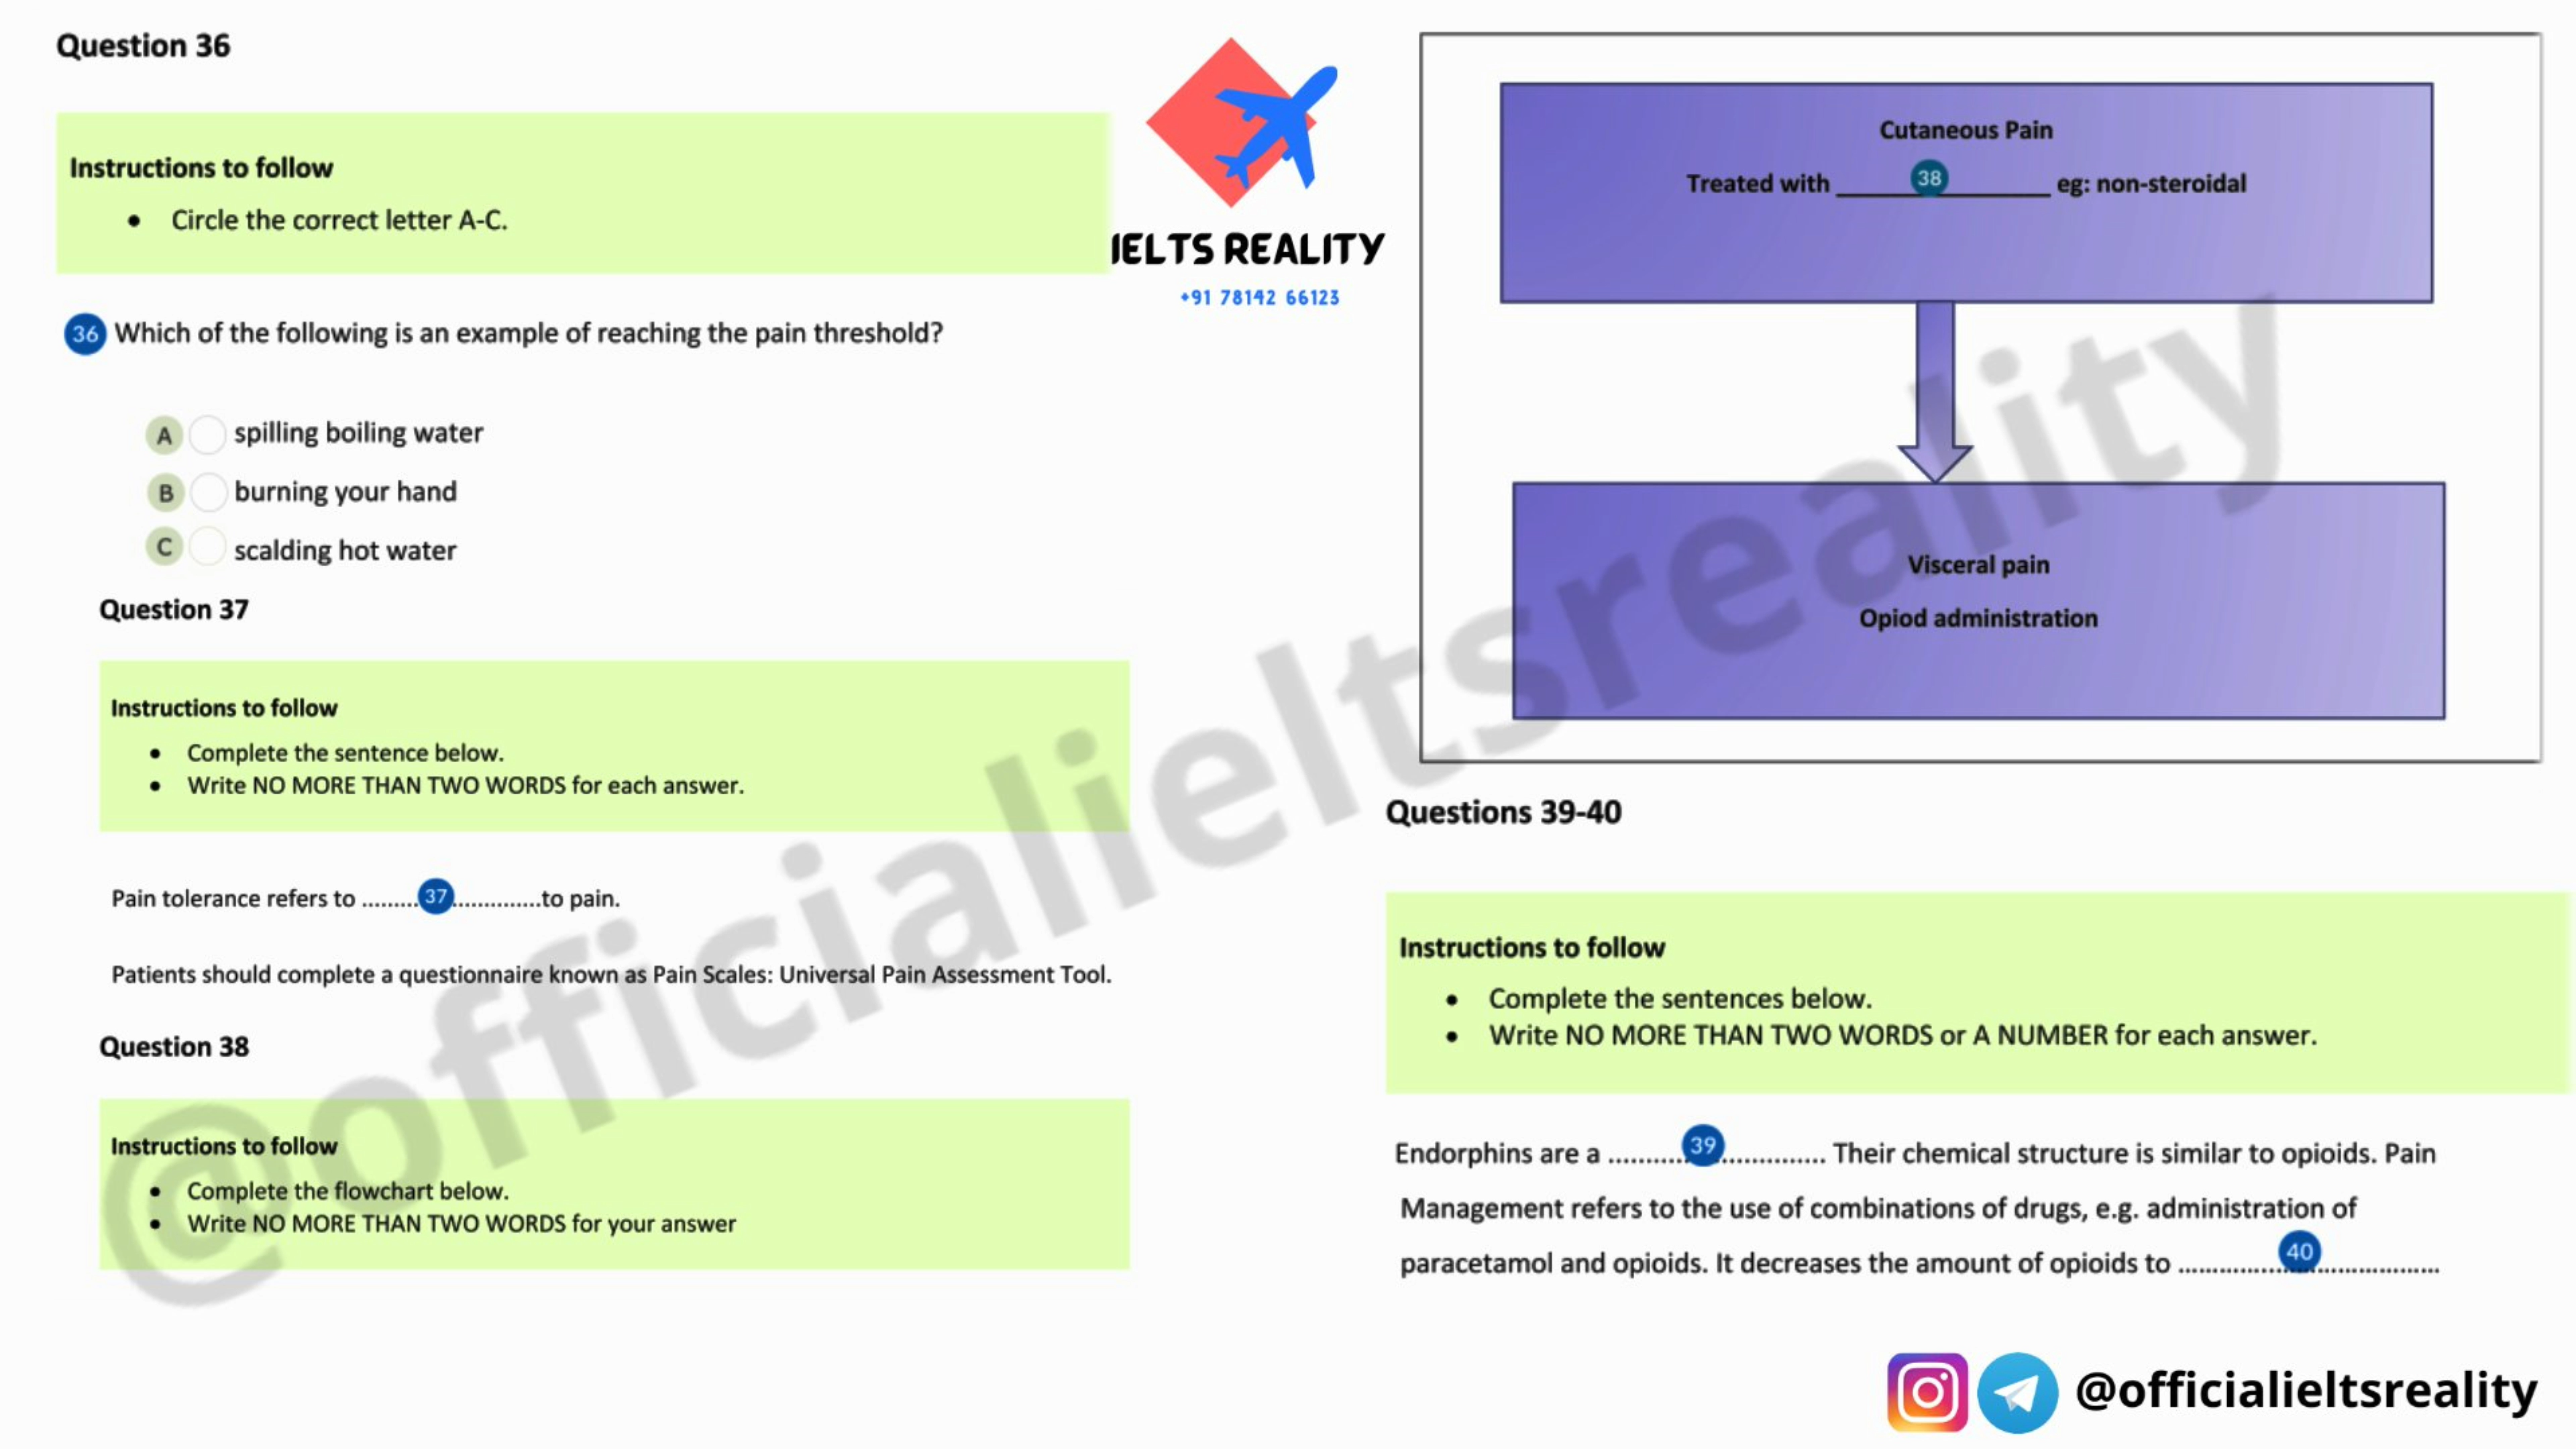 Question 36
Instructions to follow
• Circle the correct letter A-C.
36 Which of the following is an example of reaching the pain threshold?
A spilling boiling water
B burning your hand
C scalding hot water
Question 37
Instructions to follow
• Complete the sentence below.
• Write NO MORE THAN TWO WORDS for each answer.
Pain tolerance refers to ........37..............to pain.
Patients should complete a questionnaire known as Pain Scales: Universal Pain Assessment Tool.
Question 38
Instructions to follow
• Complete the flowchart below.
• Write NO MORE THAN TWO WORDS for your answer
IELTS REALITY
+91 78142 66123
Cutaneous Pain
Treated with ______38______ eg: non-steroidal
Visceral pain
Opiod administration
Questions 39-40
Instructions to follow
• Complete the sentences below.
• Write NO MORE THAN TWO WORDS or A NUMBER for each answer.
Endorphins are a ..........39.............. Their chemical structure is similar to opioids. Pain
Management refers to the use of combinations of drugs, e.g. administration of
paracetamol and opioids. It decreases the amount of opioids to ..............40..................
@officialieltsreality
@officialieltsreality